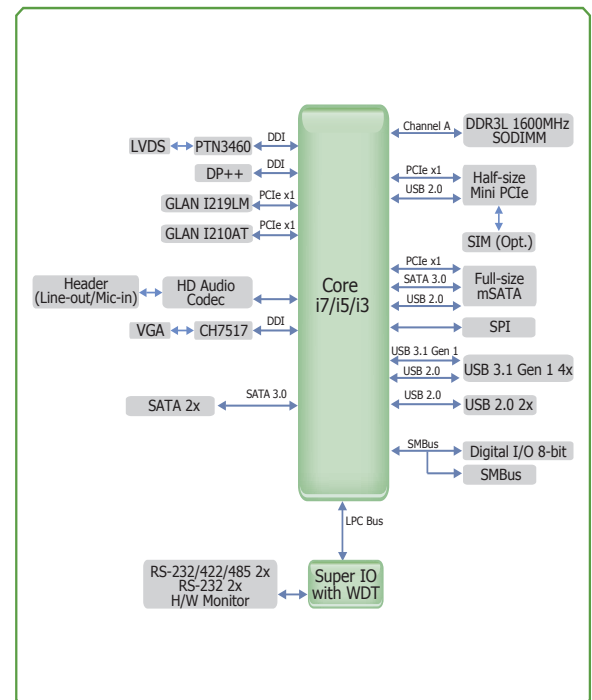 Channel A
DDR3L 1600MHz
SODIMM
LVDS
PTN3460
DDI
DP++
DDI
PCIe x1
USB 2.0
Half-size
Mini PCIe
GLAN I219LM
PCIe x1
GLAN I210AT
PCIe x1
SIM (Opt.)
Header
(Line-out/Mic-in)
HD Audio
Codec
Core
i7/i5/i3
PCIe x1
SATA 3.0
USB 2.0
Full-size
mSATA
VGA
CH7517
DDI
SPI
USB 3.1 Gen 1
USB 2.0
USB 3.1 Gen 1 4x
SATA 2x
SATA 3.0
USB 2.0
USB 2.0 2x
SMBus
Digital I/O 8-bit
SMBus
LPC Bus
RS-232/422/485 2x
RS-232 2x
H/W Monitor
Super IO
with WDT